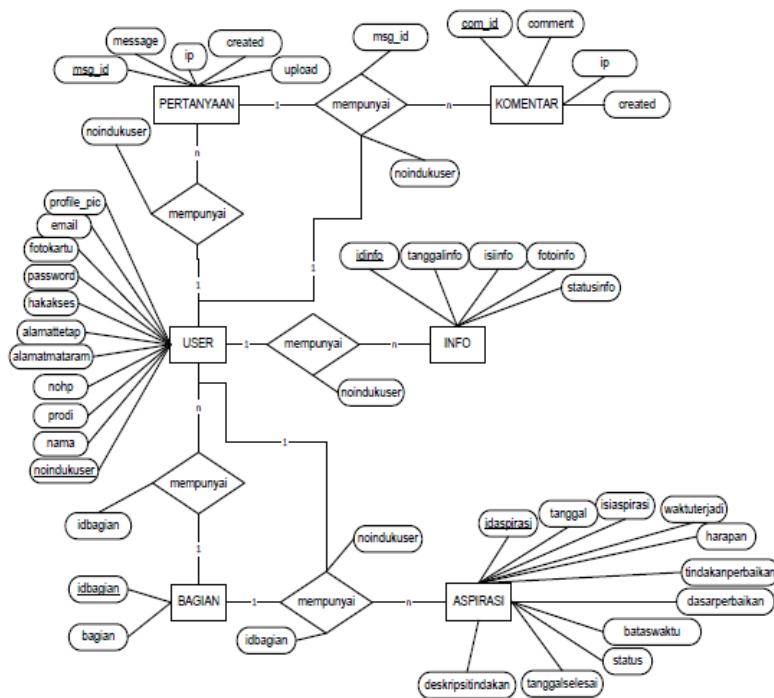 message
ip
created
msg_id
upload
PERTANYAAN
1
mempunyai
msg_id
n
com_id
comment
KOMENTAR
ip
created
noindukuser
n
noindukuser
mempunyai
1
1
profile_pic
email
fotokartu
password
hakakses
alamattetap
alamatmataram
nohp
prodi
nama
noindukuser
USER
1
mempunyai
n
INFO
noindukuser
idinfo
tanggalinfo
isiinfo
fotoinfo
statusinfo
n
1
mempunyai
idbagian
1
idbagian
bagian
BAGIAN
1
mempunyai
noindukuser
idbagian
n
ASPIRASI
idaspirasi
tanggal
isiaspirasi
waktuterjadi
harapan
tindakanperbaikan
dasarperbaikan
bataswaktu
status
tanggalselesai
deskripsitindakan